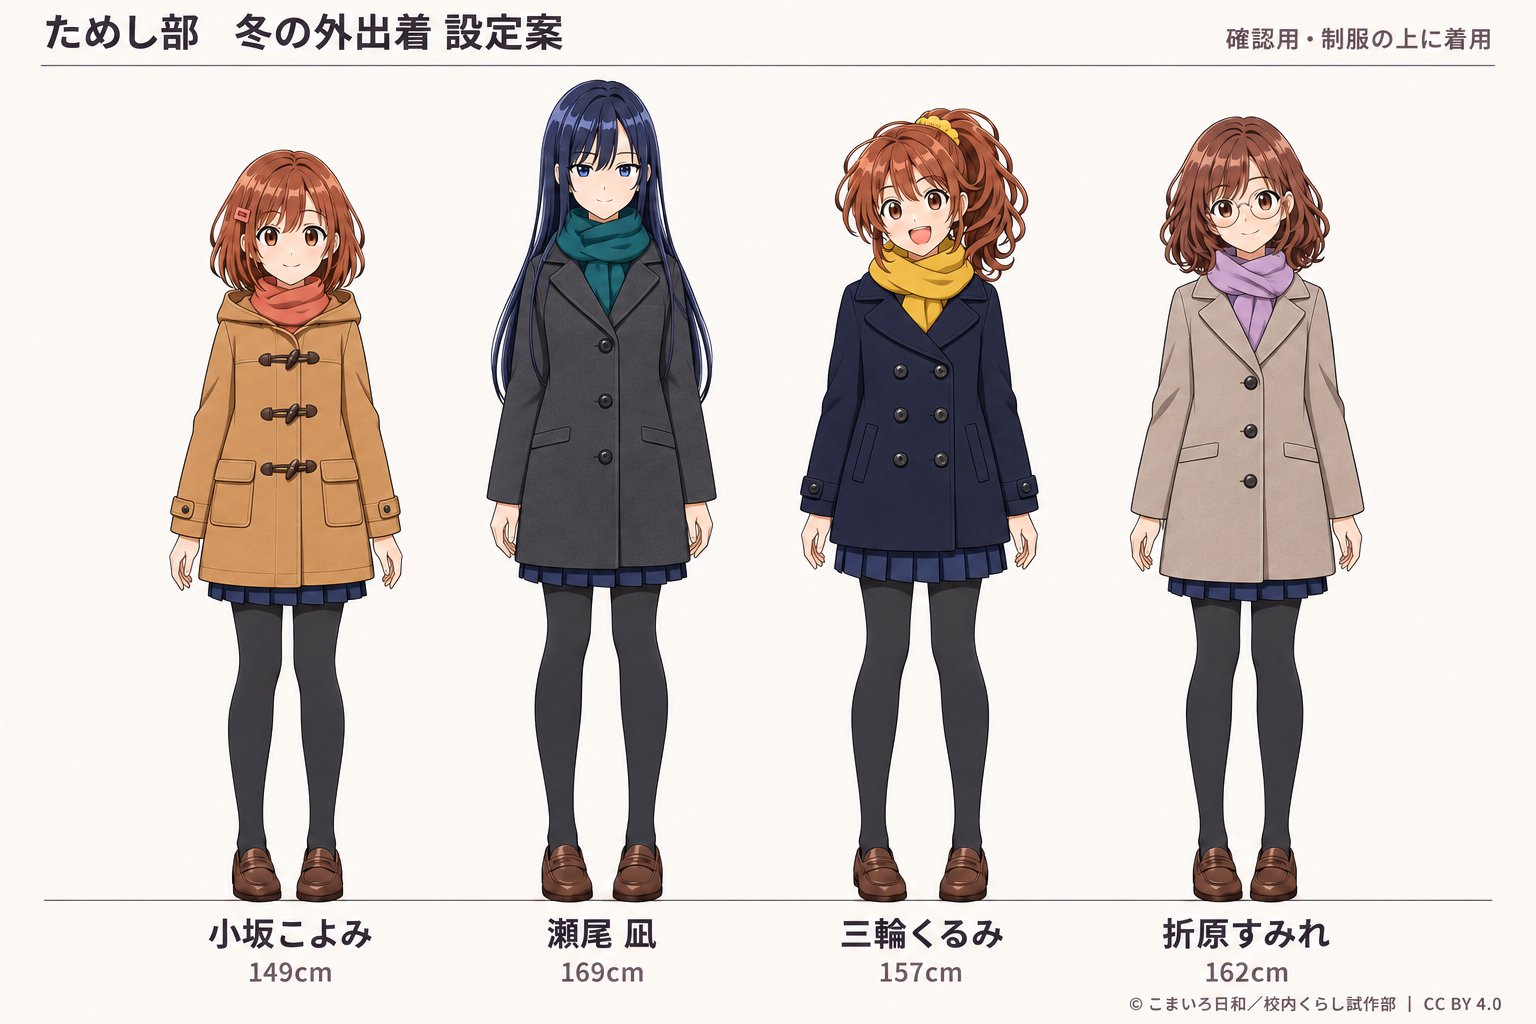 ためし部　冬の外出着 設定案
確認用・制服の上に着用
小坂こよみ
149cm
瀬尾 凪
169cm
三輪くるみ
157cm
折原すみれ
162cm
© こまいろ日和／校内くらし試作部 ｜ CC BY 4.0